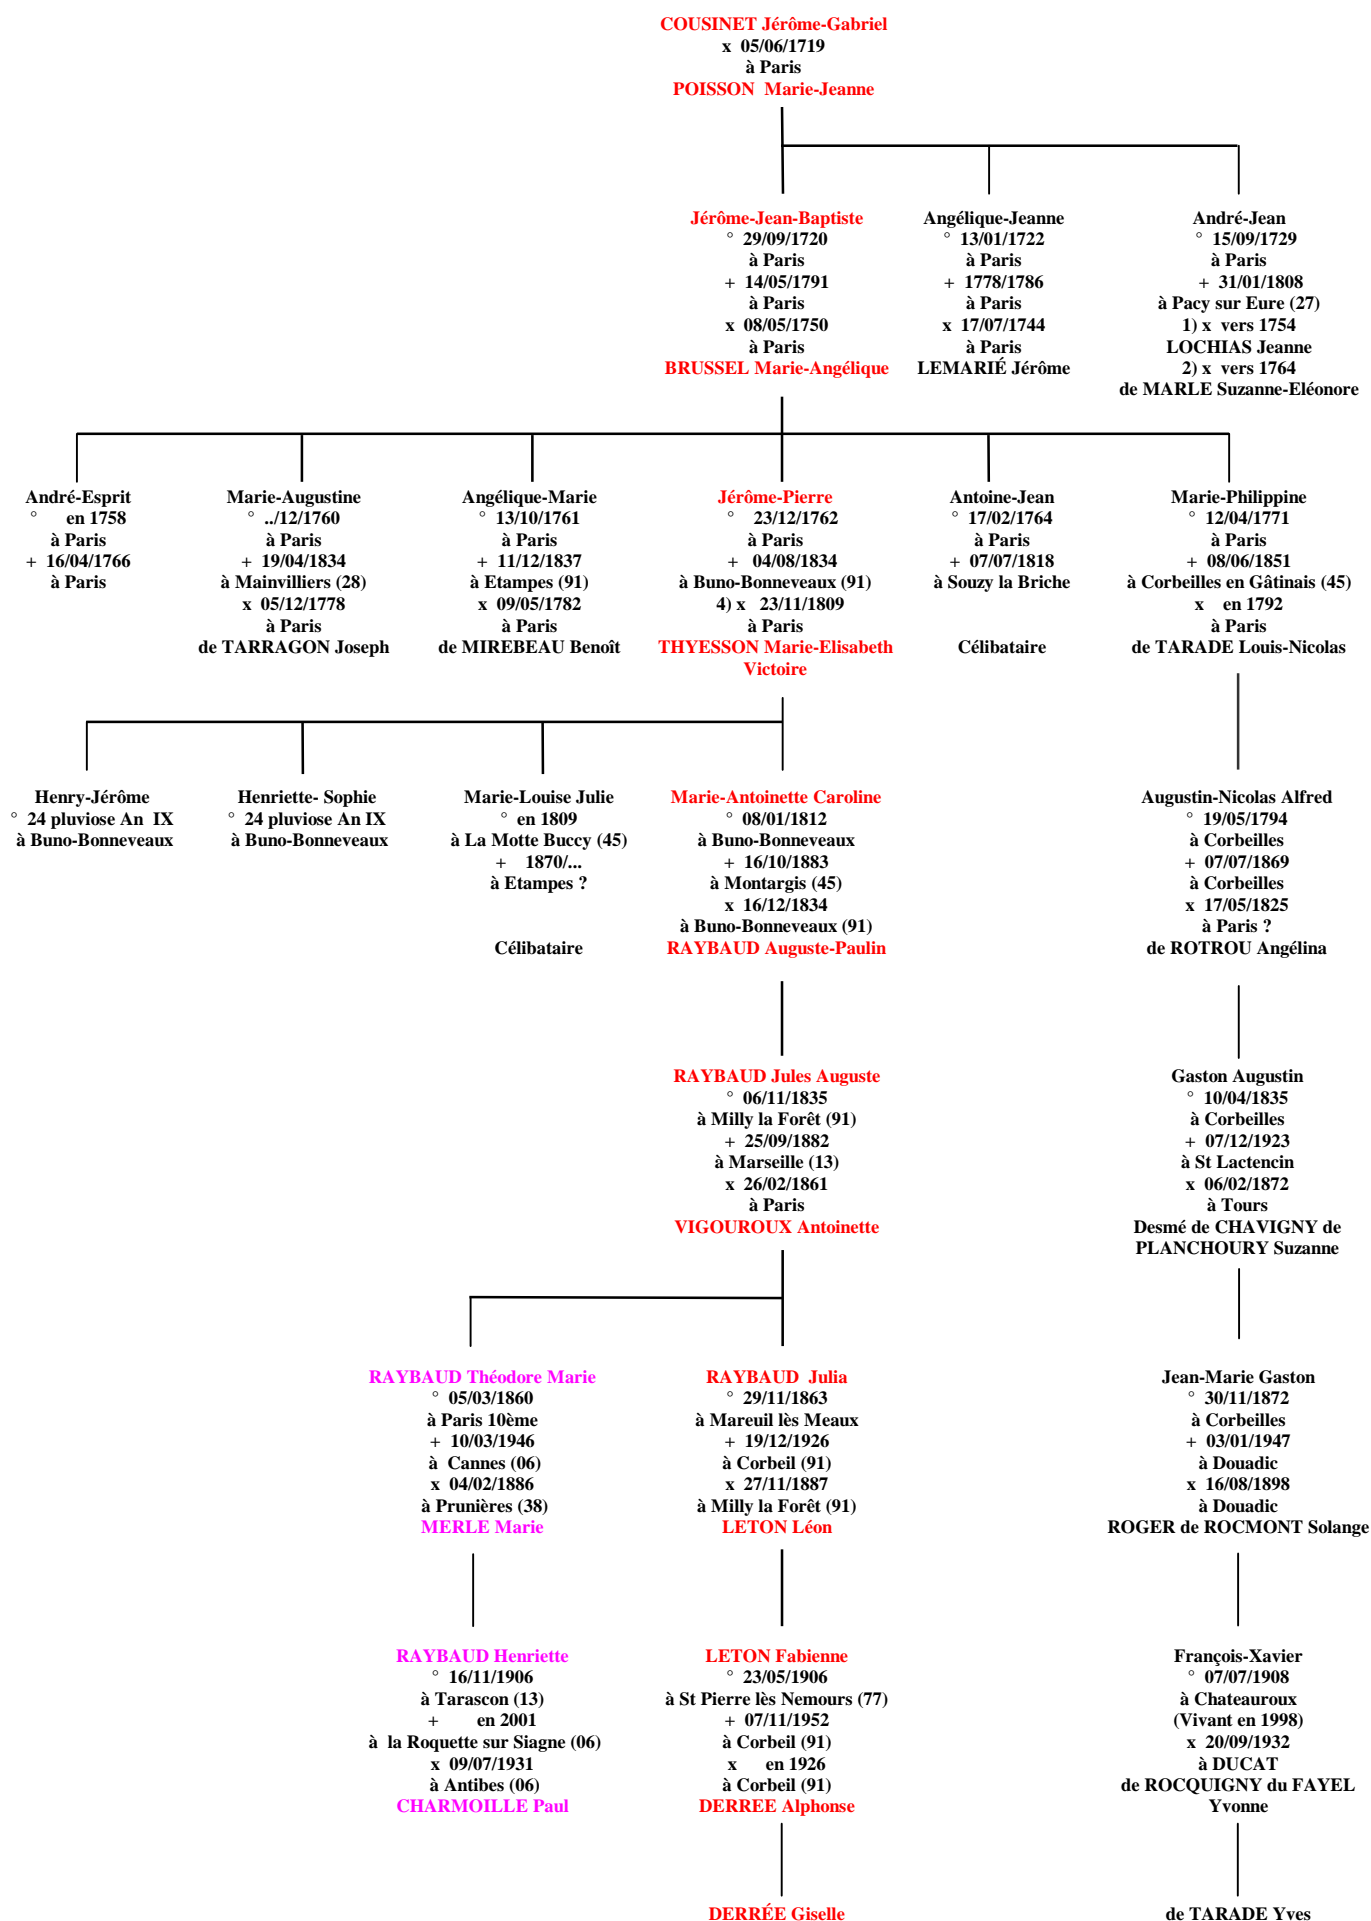 COUSINET Jérôme-Gabriel
x 05/06/1719
à Paris
POISSON Marie-Jeanne
Jérôme-Jean-Baptiste
° 29/09/1720
à Paris
+ 14/05/1791
à Paris
x 08/05/1750
à Paris
BRUSSEL Marie-Angélique
Angélique-Jeanne
° 13/01/1722
à Paris
+ 1778/1786
à Paris
x 17/07/1744
à Paris
LEMARIÉ Jérôme
André-Jean
° 15/09/1729
à Paris
+ 31/01/1808
à Pacy sur Eure (27)
1) x vers 1754
LOCHIAS Jeanne
2) x vers 1764
de MARLE Suzanne-Eléonore
André-Esprit
° en 1758
à Paris
+ 16/04/1766
à Paris
Marie-Augustine
° ../12/1760
à Paris
+ 19/04/1834
à Mainvilliers (28)
x 05/12/1778
à Paris
de TARRAGON Joseph
Angélique-Marie
° 13/10/1761
à Paris
+ 11/12/1837
à Etampes (91)
x 09/05/1782
à Paris
de MIREBEAU Benoît
Jérôme-Pierre
° 23/12/1762
à Paris
+ 04/08/1834
à Buno-Bonneveaux (91)
4) x 23/11/1809
à Paris
THYESSON Marie-Elisabeth
Victoire
Antoine-Jean
° 17/02/1764
à Paris
+ 07/07/1818
à Souzy la Briche
Célibataire
Marie-Philippine
° 12/04/1771
à Paris
+ 08/06/1851
à Corbeilles en Gâtinais (45)
x en 1792
à Paris
de TARADE Louis-Nicolas
Henry-Jérôme
° 24 pluviose An IX
à Buno-Bonneveaux
Henriette- Sophie
° 24 pluviose An IX
à Buno-Bonneveaux
Marie-Louise Julie
° en 1809
à La Motte Buccy (45)
+ 1870/...
à Etampes ?
Célibataire
Marie-Antoinette Caroline
° 08/01/1812
à Buno-Bonneveaux
+ 16/10/1883
à Montargis (45)
x 16/12/1834
à Buno-Bonneveaux (91)
RAYBAUD Auguste-Paulin
Augustin-Nicolas Alfred
° 19/05/1794
à Corbeilles
+ 07/07/1869
à Corbeilles
x 17/05/1825
à Paris ?
de ROTROU Angélina
RAYBAUD Jules Auguste
° 06/11/1835
à Milly la Forêt (91)
+ 25/09/1882
à Marseille (13)
x 26/02/1861
à Paris
VIGOUROUX Antoinette
Gaston Augustin
° 10/04/1835
à Corbeilles
+ 07/12/1923
à St Lactencin
x 06/02/1872
à Tours
Desmé de CHAVIGNY de
PLANCHOURY Suzanne
RAYBAUD Théodore Marie
° 05/03/1860
à Paris 10ème
+ 10/03/1946
à Cannes (06)
x 04/02/1886
à Prunières (38)
MERLE Marie
RAYBAUD Julia
° 29/11/1863
à Mareuil lès Meaux
+ 19/12/1926
à Corbeil (91)
x 27/11/1887
à Milly la Forêt (91)
LETON Léon
Jean-Marie Gaston
° 30/11/1872
à Corbeilles
+ 03/01/1947
à Douadic
x 16/08/1898
à Douadic
ROGER de ROCMONT Solange
RAYBAUD Henriette
° 16/11/1906
à Tarascon (13)
+ en 2001
à la Roquette sur Siagne (06)
x 09/07/1931
à Antibes (06)
CHARMOILLE Paul
LETON Fabienne
° 23/05/1906
à St Pierre lès Nemours (77)
+ 07/11/1952
à Corbeil (91)
x en 1926
à Corbeil (91)
DERREE Alphonse
François-Xavier
° 07/07/1908
à Chateauroux
(Vivant en 1998)
x 20/09/1932
à DUCAT
de ROCQUIGNY du FAYEL
Yvonne
DERRÉE Giselle
de TARADE Yves